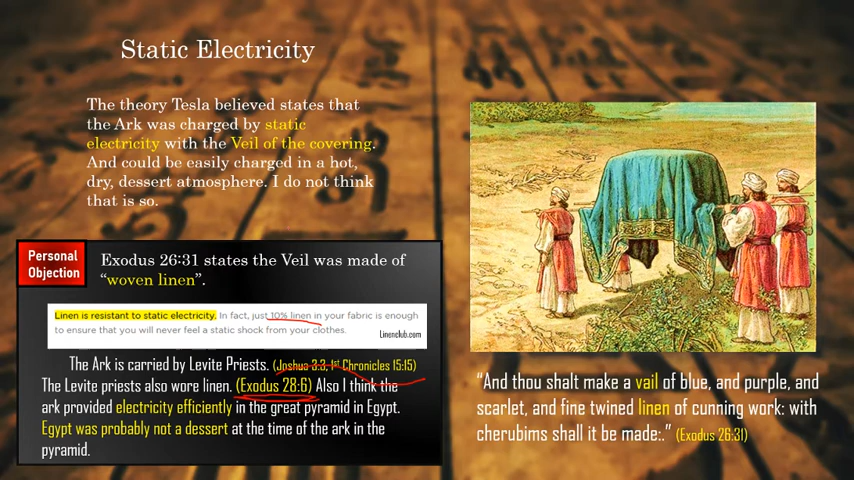 Static Electricity
The theory Tesla believed states that
the Ark was charged by static
electricity with the Veil of the covering.
And could be easily charged in a hot,
dry, dessert atmosphere. I do not think
that is so.
Personal
Objection
Exodus 26:31 states the Veil was made of
“woven linen”.
Linen is resistant to static electricity. In fact, just 10% linen in your fabric is enough
to ensure that you will never feel a static shock from your clothes.
Linenclub.com
The Ark is carried by Levite Priests. (Joshua 3:3, 1st Chronicles 15:15)
The Levite priests also wore linen. (Exodus 28:6) Also I think the
ark provided electricity efficiently in the great pyramid in Egypt.
Egypt was probably not a dessert at the time of the ark in the
pyramid.
“And thou shalt make a vail of blue, and purple, and
scarlet, and fine twined linen of cunning work: with
cherubims shall it be made:.” (Exodus 26:31)